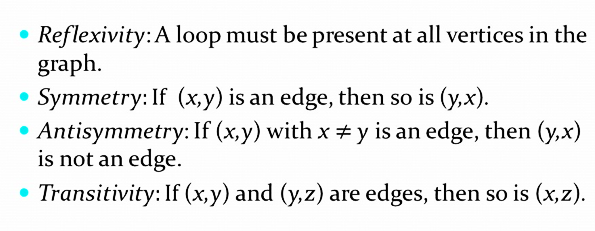 • Reflexivity: A loop must be present at all vertices in the
graph.
• Symmetry: If (x,y) is an edge, then so is (y,x).
• Antisymmetry: If (x,y) with x ≠ y is an edge, then (y,x)
is not an edge.
• Transitivity: If (x,y) and (y,z) are edges, then so is (x,z).